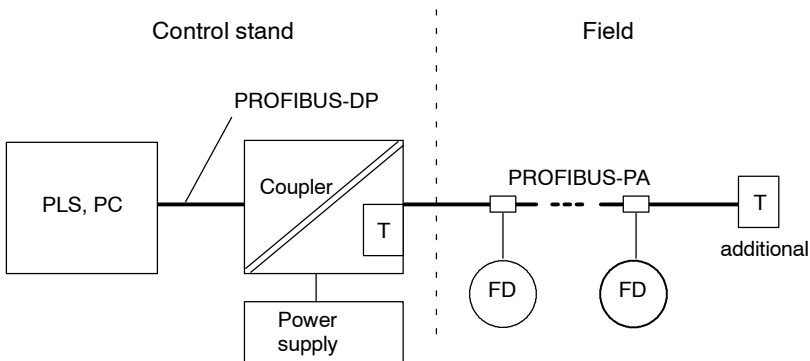 Control stand
Field
PROFIBUS-DP
PLS, PC
Coupler
T
PROFIBUS-PA
T
additional
FD
FD
Power
supply